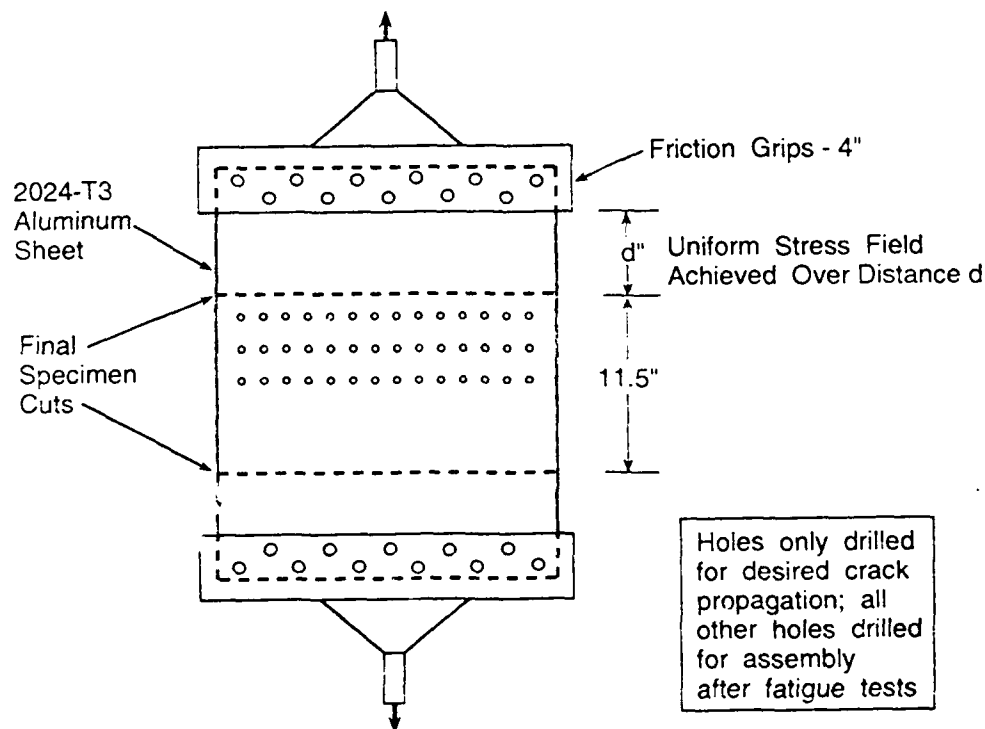 Friction Grips - 4"
2024-T3
Aluminum
Sheet
d"
Uniform Stress Field
Achieved Over Distance d
Final
Specimen
Cuts
11.5"
Holes only drilled
for desired crack
propagation; all
other holes drilled
for assembly
after fatigue tests